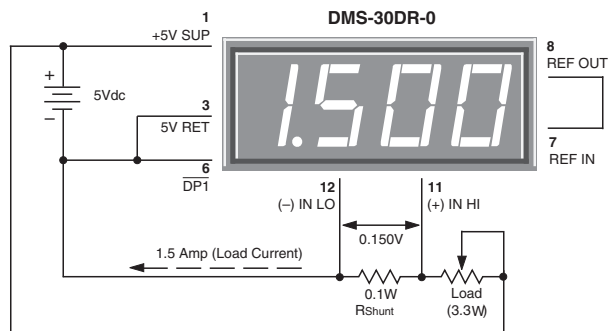 DMS-30DR-0
1
+5V SUP
8
REF OUT
+
5Vdc
–
1.500
3
5V RET
7
REF IN
6
DP1
12
(–) IN LO
11
(+) IN HI
0.150V
1.5 Amp (Load Current)
0.1W
RShunt
Load
(3.3W)